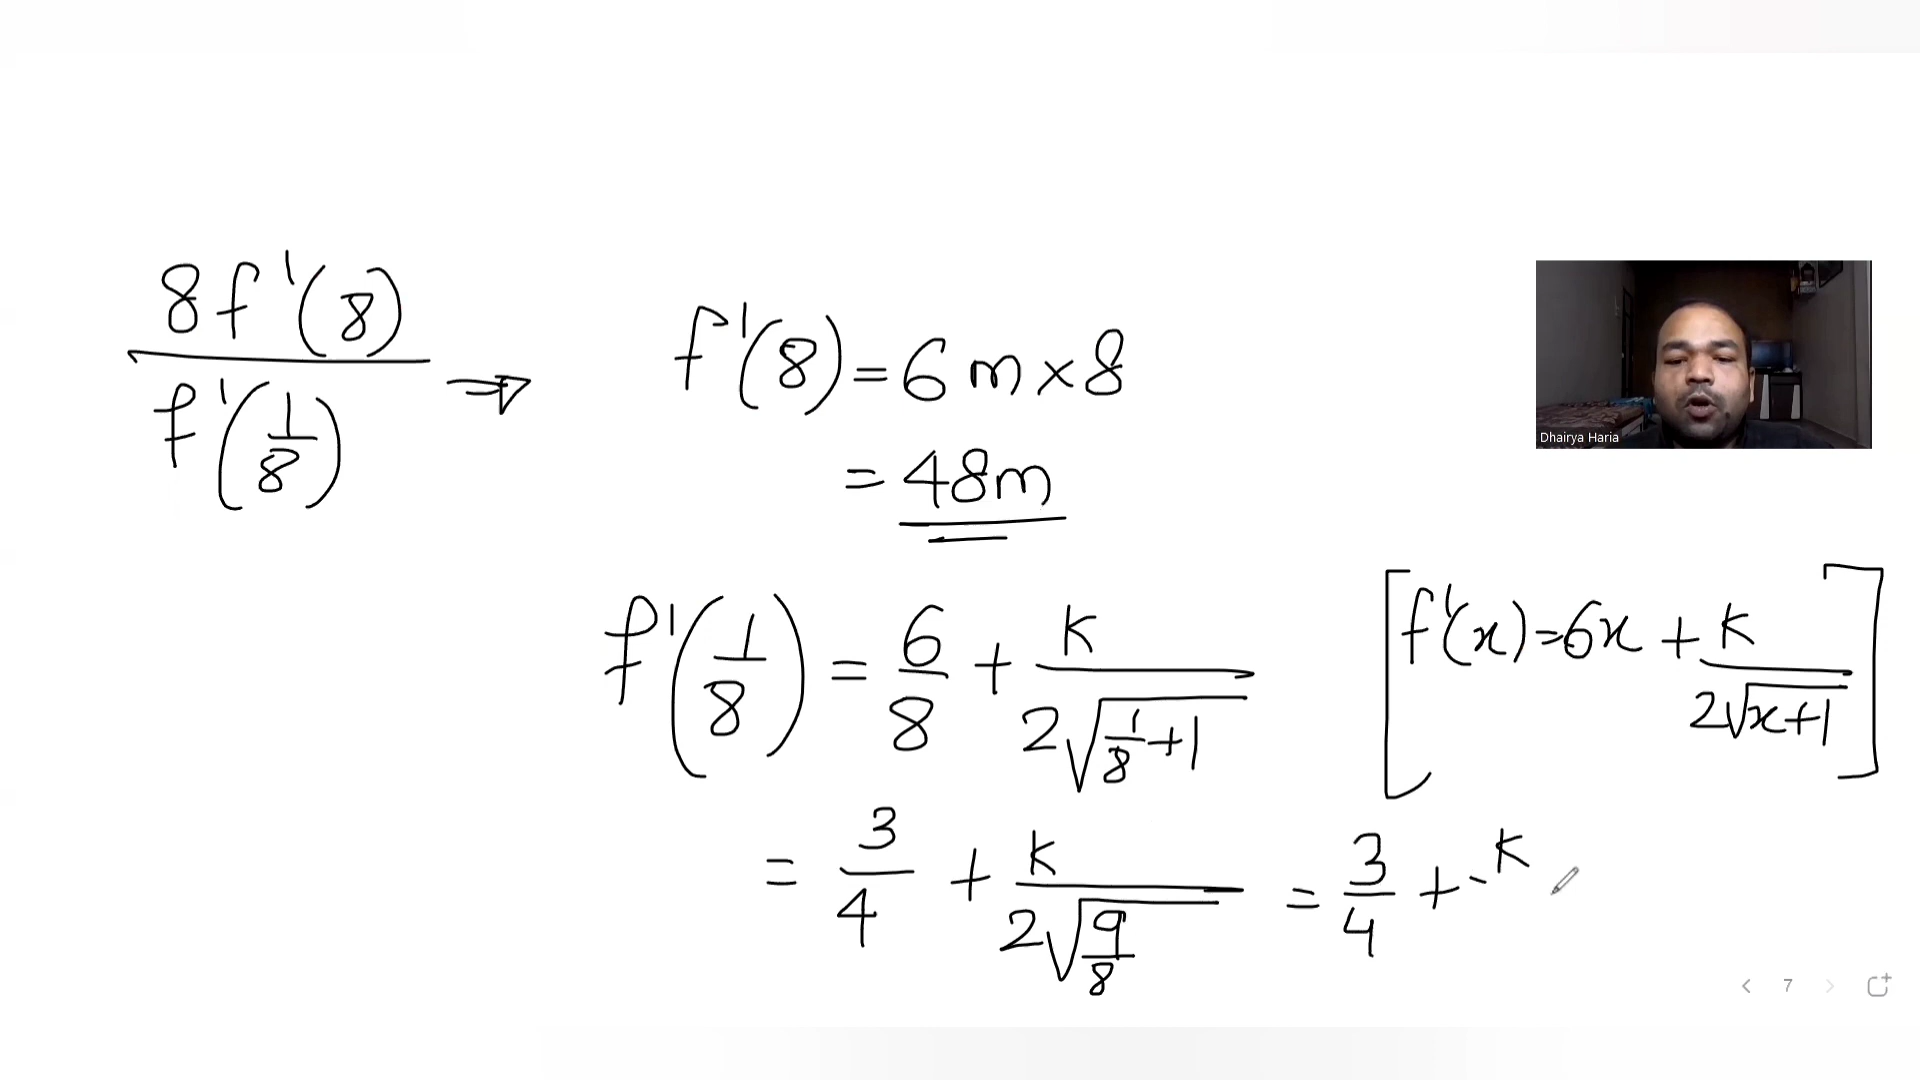 8f'(8)
f'(1/8)
⇒
f'(8) = 6m×8
= 48m
Dhairya Haria
f'(1/8) = 6/8 + k/2√(1/8+1)
[f'(x)=6x + k/2√x+1]
= 3/4 + k/2√9/8 = 3/4 + k
7